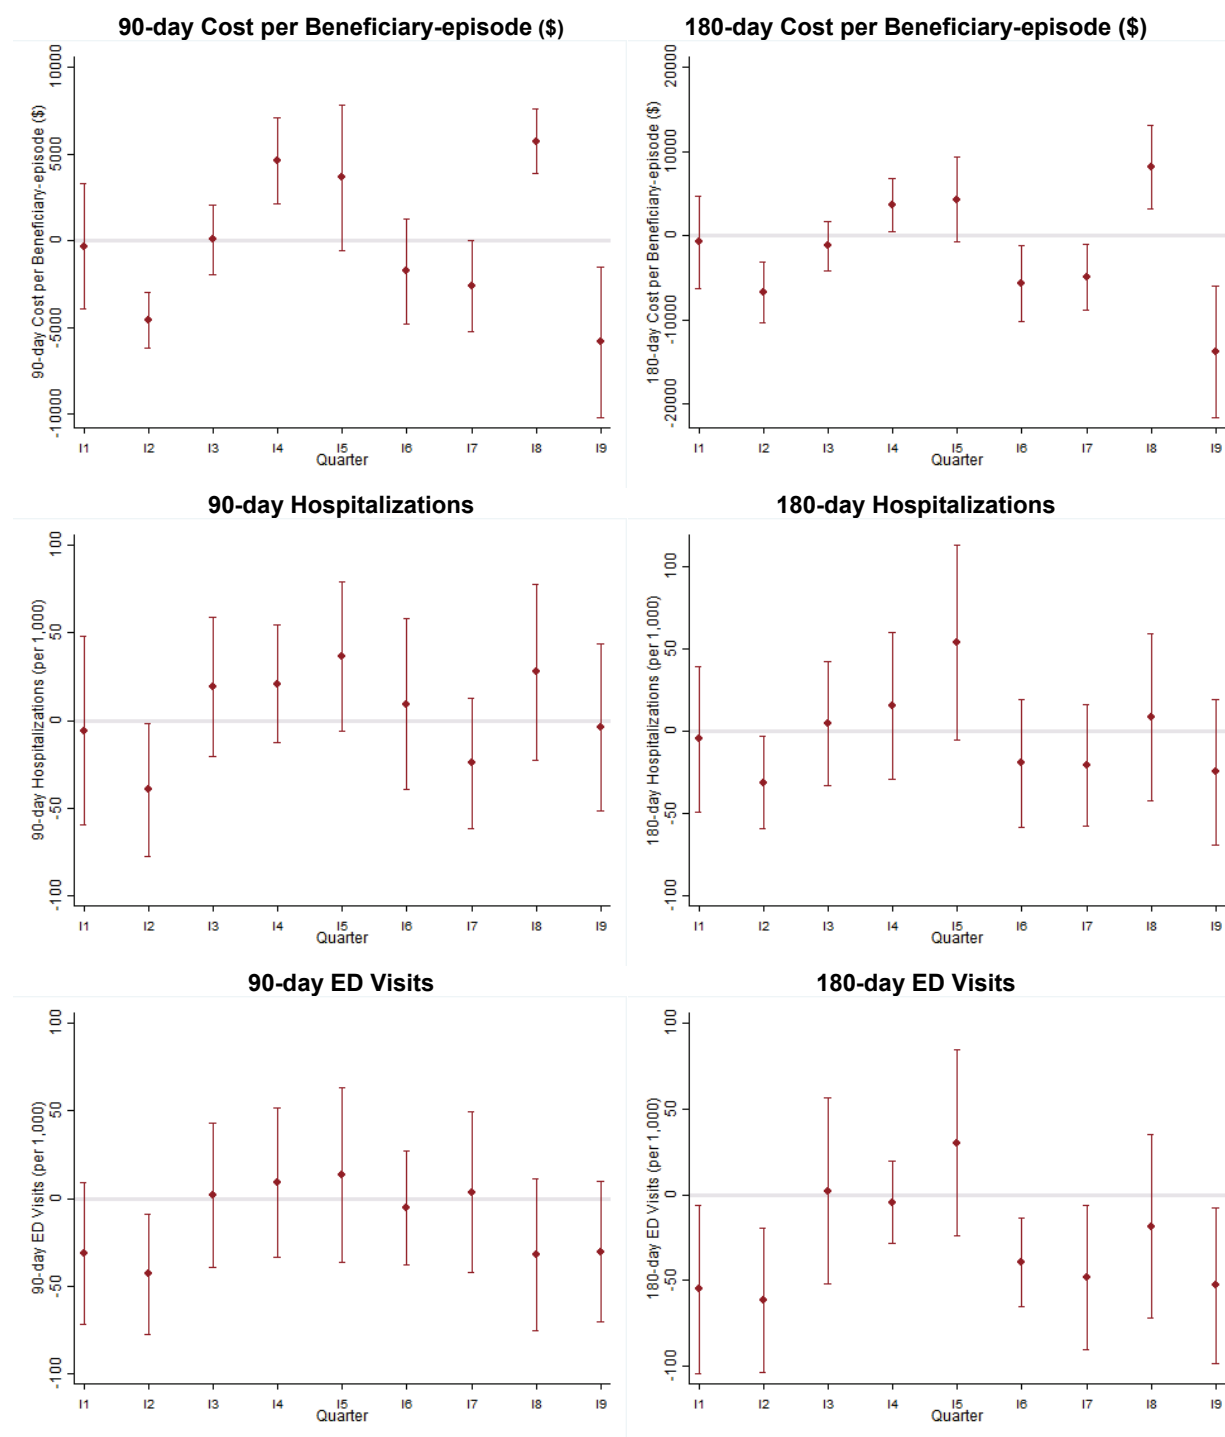 90-day Cost per Beneficiary-episode ($)
90-day Cost per Beneficiary-episode ($)
10000
5000
0
-5000
-10000
I1 I2 I3 I4 I5 I6 I7 I8 I9
Quarter
180-day Cost per Beneficiary-episode ($)
180-day Cost per Beneficiary-episode ($)
20000
10000
0
-10000
-20000
I1 I2 I3 I4 I5 I6 I7 I8 I9
Quarter
90-day Hospitalizations
90-day Hospitalizations (per 1,000)
100
50
0
-50
-100
I1 I2 I3 I4 I5 I6 I7 I8 I9
Quarter
180-day Hospitalizations
180-day Hospitalizations (per 1,000)
100
50
0
-50
-100
I1 I2 I3 I4 I5 I6 I7 I8 I9
Quarter
90-day ED Visits
90-day ED Visits (per 1,000)
100
50
0
-50
-100
I1 I2 I3 I4 I5 I6 I7 I8 I9
Quarter
180-day ED Visits
180-day ED Visits (per 1,000)
100
50
0
-50
-100
I1 I2 I3 I4 I5 I6 I7 I8 I9
Quarter